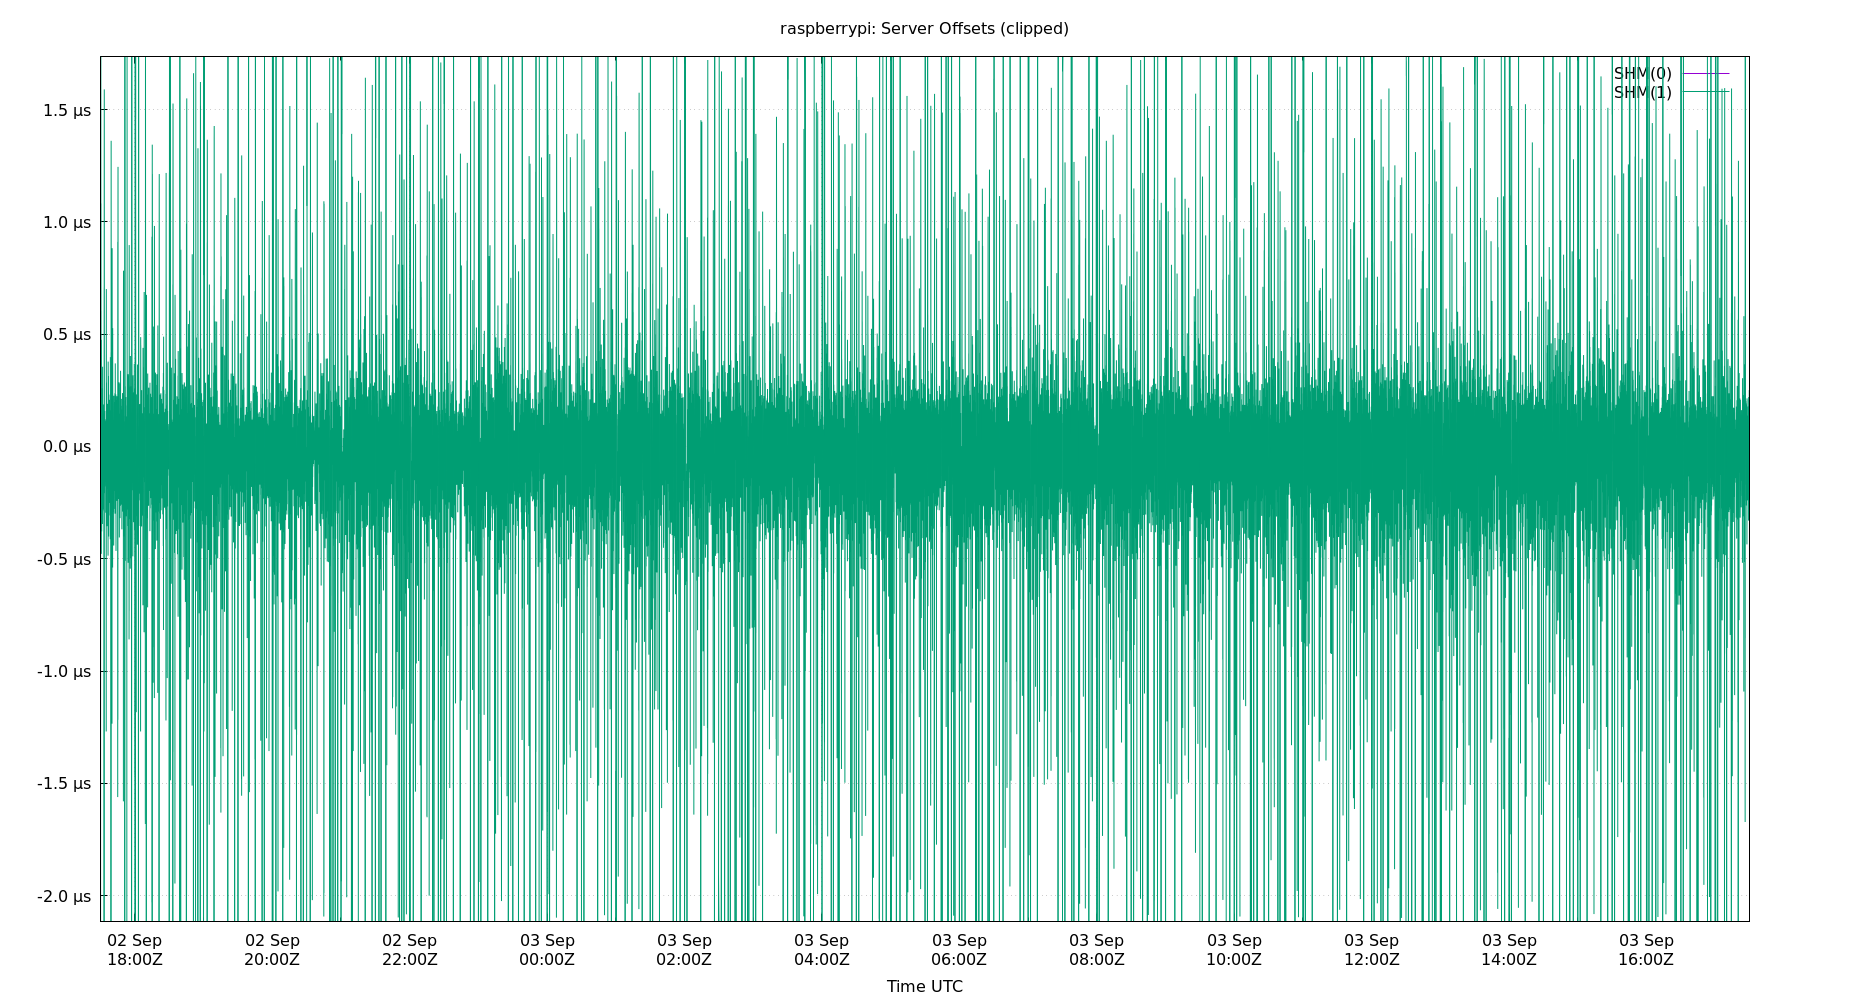 raspberrypi: Server Offsets (clipped)
SHM(0)
SHM(1)
1.5 μs
1.0 μs
0.5 μs
0.0 μs
-0.5 μs
-1.0 μs
-1.5 μs
-2.0 μs
02 Sep 02 Sep 02 Sep 03 Sep 03 Sep 03 Sep 03 Sep 03 Sep 03 Sep 03 Sep 03 Sep 03 Sep
18:00Z 20:00Z 22:00Z 00:00Z 02:00Z 04:00Z 06:00Z 08:00Z 10:00Z 12:00Z 14:00Z 16:00Z
Time UTC